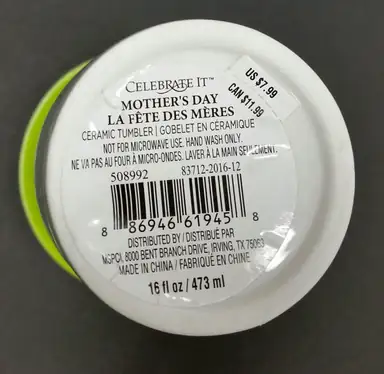 CELEBRATE IT™
US $7.99
CAN $11.99
MOTHER'S DAY
LA FÊTE DES MÈRES
CERAMIC TUMBLER | GOBELET EN CÉRAMIQUE
NOT FOR MICROWAVE USE. HAND WASH ONLY.
NE VA PAS AU FOUR À MICRO-ONDES. LAVER À LA MAIN SEULEMENT.
508992 83712-2016-12
8 86946 61945 8
DISTRIBUTED BY / DISTRIBUÉ PAR
MSPCI, 8000 BENT BRANCH DRIVE, IRVING, TX 75063
MADE IN CHINA / FABRIQUÉ EN CHINE
16 fl oz / 473 ml